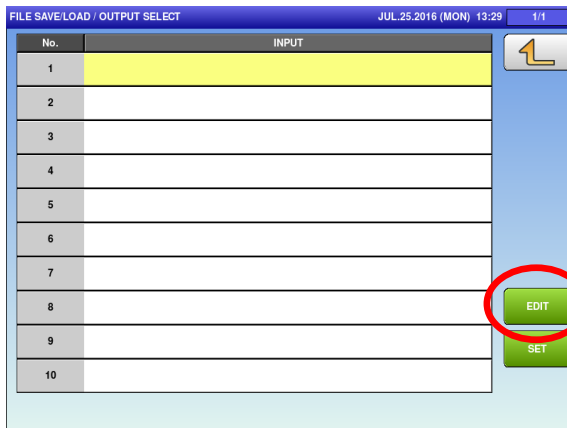 FILE SAVE/LOAD / OUTPUT SELECT JUL.25.2016 (MON) 13:29 1/1
No. INPUT
1
2
3
4
5
6
7
8 EDIT
9 SET
10